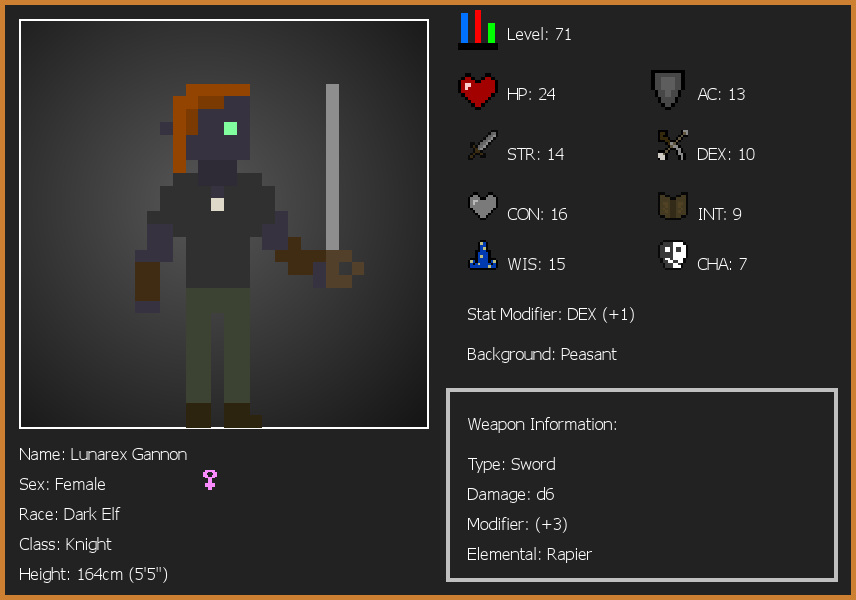 Level: 71
HP: 24
AC: 13
STR: 14
DEX: 10
CON: 16
INT: 9
WIS: 15
CHA: 7
Stat Modifier: DEX (+1)
Background: Peasant
Weapon Information:
Type: Sword
Damage: d6
Modifier: (+3)
Elemental: Rapier
Name: Lunarex Gannon
Sex: Female
Race: Dark Elf
Class: Knight
Height: 164cm (5'5")